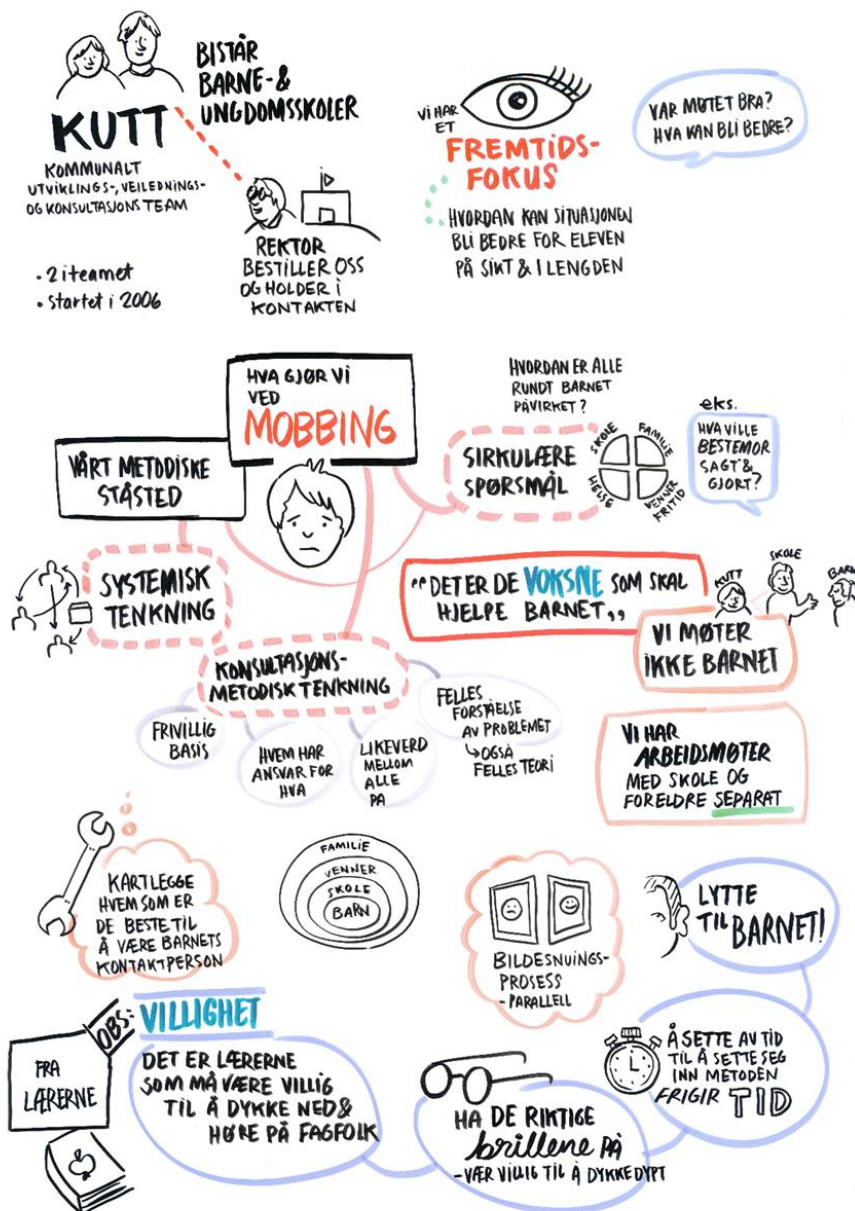 BISTÅR
BARNE- &
UNGDOMSSKOLER
KUTT
KOMMUNALT
UTVIKLINGS-, VEILEDNINGS-
OG KONSULTASJONS TEAM
• 2 i teamet
• startet i 2006
REKTOR
BESTILLER OSS
OG HOLDER I
KONTAKTEN
VI HAR
ET
FREMTIDS-
FOKUS
HVORDAN KAN SITUASJONEN
BLI BEDRE FOR ELEVEN
PÅ SIKT & I LENGDEN
VAR MØTET BRA?
HVA KAN BLI BEDRE?
HVA GJØR VI
VED
MOBBING
VÅRT METODISKE
STÅSTED
HVORDAN ER ALLE
RUNDT BARNET
PÅVIRKET?
SIRKULÆRE
SPØRSMÅL
SKOLE
FAMILIE
HELSE
VENNER
FRITID
eks.
HVA VILLE
BESTEMOR
SAGT &
GJORT?
SYSTEMISK
TENKNING
"DET ER DE VOKSNE SOM SKAL
HJELPE BARNET,,
KUTT
SKOLE
BARN
VI MØTER
IKKE BARNET
KONSULTASJONS-
METODISK TENKNING
FRIVILLIG
BASIS
HVEM HAR
ANSVAR FOR
HVA
LIKEVERD
MELLOM
ALLE
PA
FELLES
FORSTÅELSE
AV PROBLEMET
↳ OGSÅ
FELLES TEORI
VI HAR
ARBEIDSMØTER
MED SKOLE OG
FORELDRE SEPARAT
KARTLEGGE
HVEM SOM ER
DE BESTE TIL
Å VÆRE BARNETS
KONTAKTPERSON
FAMILIE
VENNER
SKOLE
BARN
BILDESNUINGS-
PROSESS
- PARALLELL
LYTTE
TIL BARNET!
OBS:
VILLIGHET
FRA
LÆRERNE
DET ER LÆRERNE
SOM MÅ VÆRE VILLIG
TIL Å DYKKE NED &
HØRE PÅ FAGFOLK
HA DE RIKTIGE
brillene PÅ
- VÆR VILLIG TIL Å DYKKE DYPT
Å SETTE AV TID
TIL Å SETTE SEG
INN METODEN
FRIGIR TID